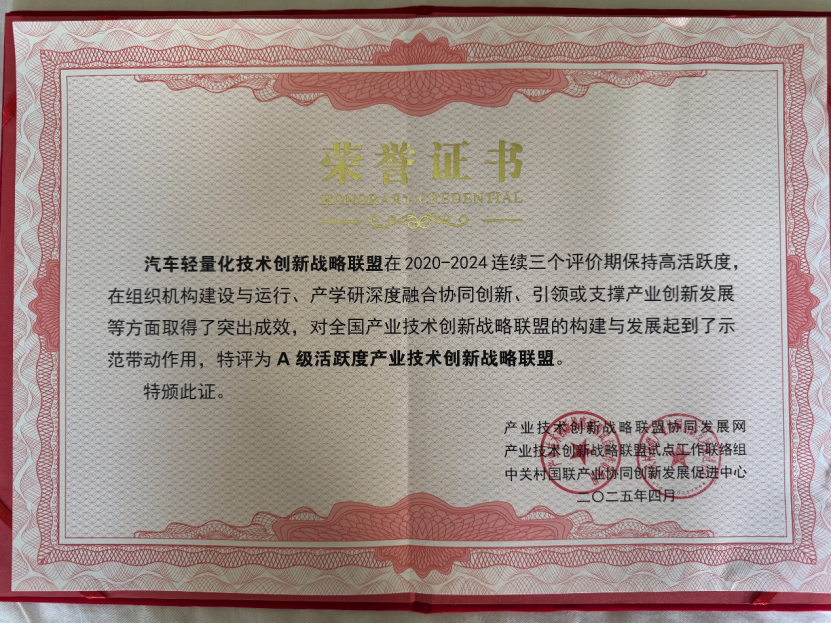 荣誉证书
HONORARY CREDENTIAL
汽车轻量化技术创新战略联盟在2020-2024连续三个评价期保持高活跃度，
在组织机构建设与运行、产学研深度融合协同创新、引领或支撑产业创新发展
等方面取得了突出成效，对全国产业技术创新战略联盟的构建与发展起到了示
范带动作用，特评为A级活跃度产业技术创新战略联盟。
特颁此证。
产业技术创新战略联盟协同发展网
产业技术创新战略联盟试点工作联络组
中关村国联产业协同创新发展促进中心
二〇二五年四月